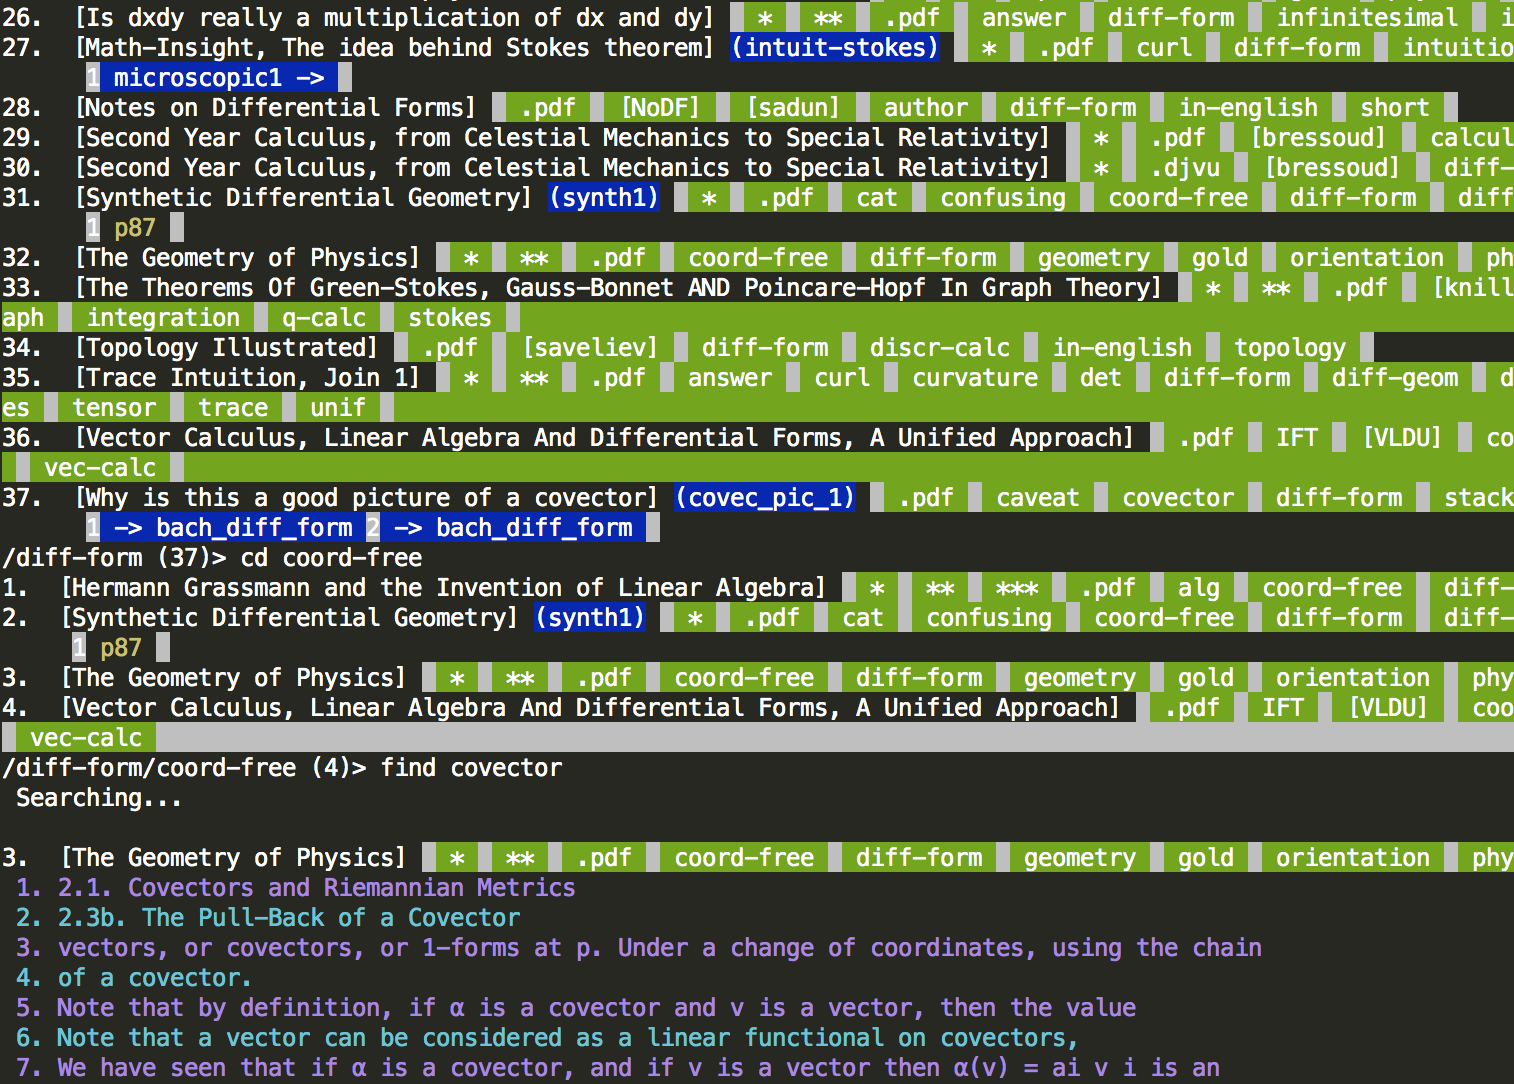 26. [Is dxdy really a multiplication of dx and dy] * ** .pdf answer diff-form infinitesimal
27. [Math-Insight, The idea behind Stokes theorem] (intuit-stokes) * .pdf curl diff-form intuitio
1 microscopic1 ->
28. [Notes on Differential Forms] .pdf [NoDF] [sadun] author diff-form in-english short
29. [Second Year Calculus, from Celestial Mechanics to Special Relativity] * .pdf [bressoud] calcul
30. [Second Year Calculus, from Celestial Mechanics to Special Relativity] * .djvu [bressoud] diff-
31. [Synthetic Differential Geometry] (synth1) * .pdf cat confusing coord-free diff-form diff
1 p87
32. [The Geometry of Physics] * ** .pdf coord-free diff-form geometry gold orientation ph
33. [The Theorems Of Green-Stokes, Gauss-Bonnet AND Poincare-Hopf In Graph Theory] * ** .pdf [knill
aph integration q-calc stokes
34. [Topology Illustrated] .pdf [saveliev] diff-form discr-calc in-english topology
35. [Trace Intuition, Join 1] * ** .pdf answer curl curvature det diff-form diff-geom d
es tensor trace unif
36. [Vector Calculus, Linear Algebra And Differential Forms, A Unified Approach] .pdf IFT [VLDU] co
vec-calc
37. [Why is this a good picture of a covector] (covec_pic_1) .pdf caveat covector diff-form stack
1 -> bach_diff_form 2 -> bach_diff_form
/diff-form (37)> cd coord-free
1. [Hermann Grassmann and the Invention of Linear Algebra] * ** *** .pdf alg coord-free diff-
2. [Synthetic Differential Geometry] (synth1) * .pdf cat confusing coord-free diff-form diff-
1 p87
3. [The Geometry of Physics] * ** .pdf coord-free diff-form geometry gold orientation phy
4. [Vector Calculus, Linear Algebra And Differential Forms, A Unified Approach] .pdf IFT [VLDU] coo
vec-calc
/diff-form/coord-free (4)> find covector
Searching...
3. [The Geometry of Physics] * ** .pdf coord-free diff-form geometry gold orientation phy
1. 2.1. Covectors and Riemannian Metrics
2. 2.3b. The Pull-Back of a Covector
3. vectors, or covectors, or 1-forms at p. Under a change of coordinates, using the chain
4. of a covector.
5. Note that by definition, if α is a covector and v is a vector, then the value
6. Note that a vector can be considered as a linear functional on covectors,
7. We have seen that if α is a covector, and if v is a vector then α(v) = ai v i is an